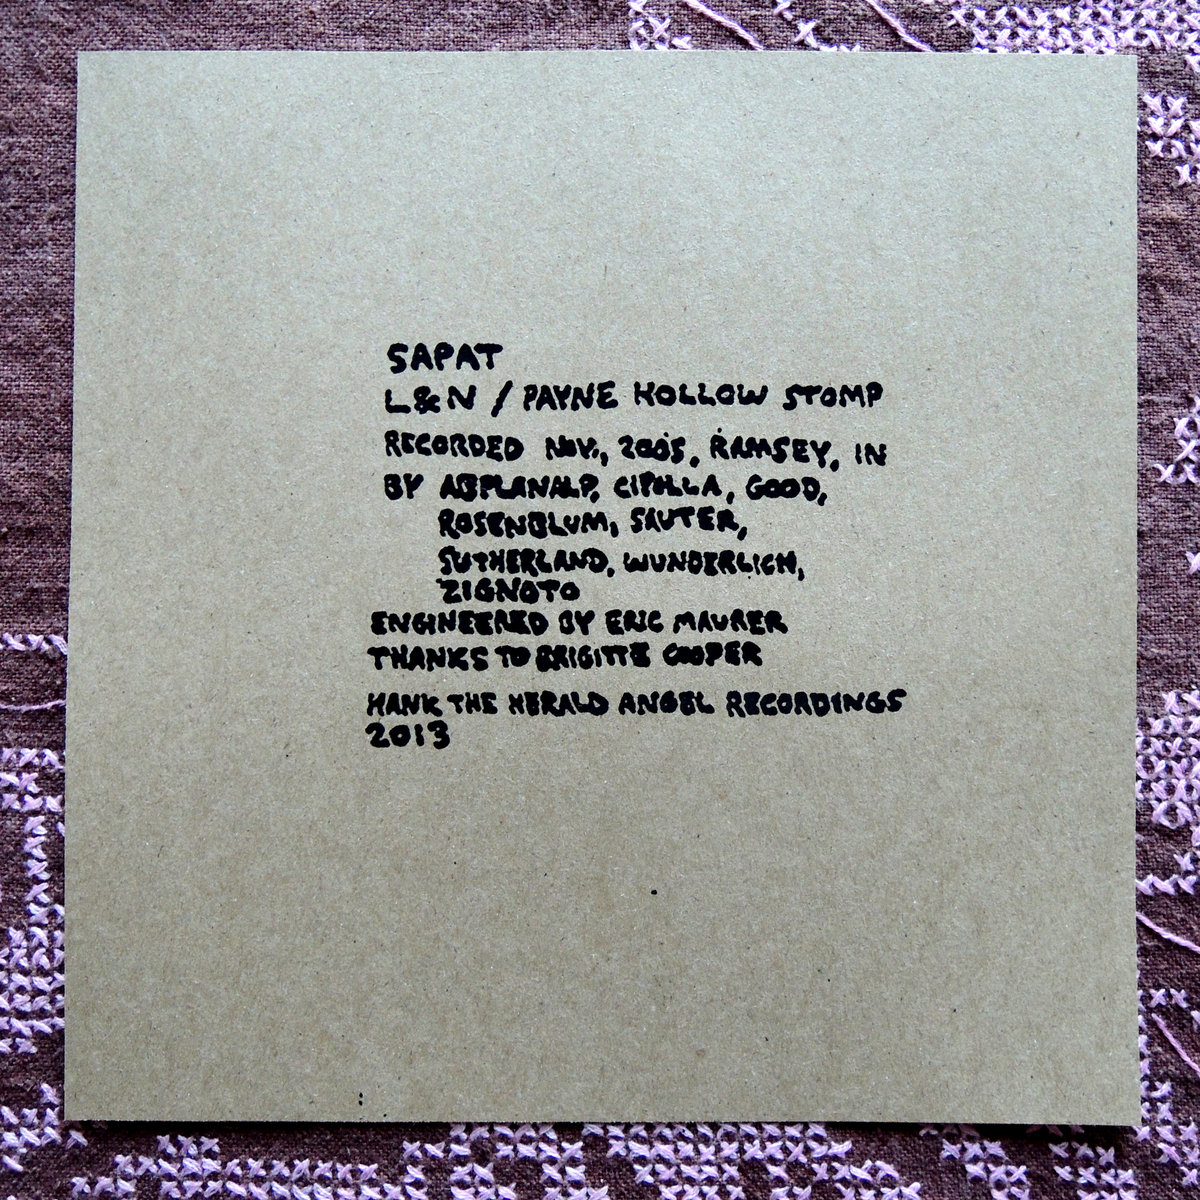 SAPAT
L&N / PAYNE HOLLOW STOMP
RECORDED NOV., 2005, RAMSEY, IN
BY ABPLANALP, CIPOLLA, GOOD,
ROSENBLUM, SAUTER,
SUTHERLAND, WUNDERLICH,
ZIGNOTO
ENGINEERED BY ERIC MAURER
THANKS TO BRIGITTE COOPER
HANK THE HERALD ANGEL RECORDINGS
2013